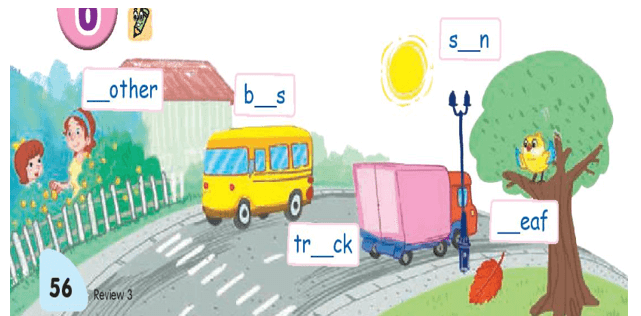 s__n
__other
b__s
tr__ck
__eaf
56
Review 3